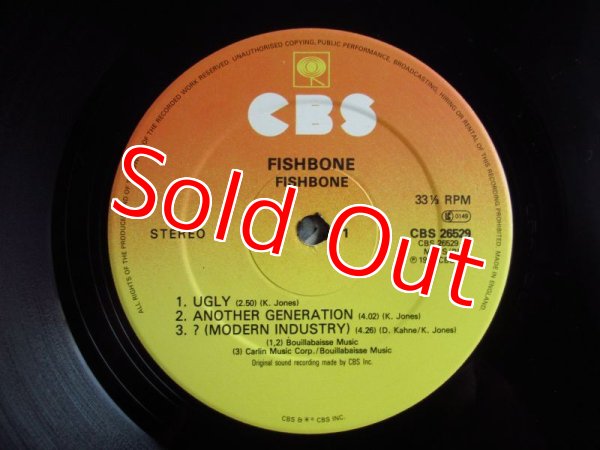 ALL RIGHTS OF THE PRODUCER AND OF THE OWNER OF THE RECORDED WORK RESERVED. UNAUTHORISED COPYING, PUBLIC PERFORMANCE, BROADCASTING, HIRING OR RENTAL OF THIS RECORDING PROHIBITED. MADE IN ENGLAND.
CBS
FISHBONE
FISHBONE
33⅓ RPM
0149
STEREO
1
CBS 26529
CBS 26529
Sold Out
1. UGLY (2.50) (K. Jones)
2. ANOTHER GENERATION (4.02) (K. Jones)
3. ? (MODERN INDUSTRY) (4.26) (D. Kahne/K. Jones)
(1,2) Bouillabaisse Music
(3) Carlin Music Corp./Bouillabaisse Music
Original sound recording made by CBS Inc.
CBS & ® CBS INC.